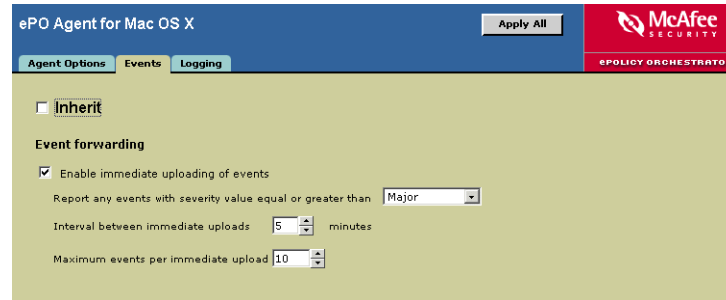 ePO Agent for Mac OS X
Apply All
McAfee
SECURITY
Agent Options Events Logging
ePOLICY ORCHESTRATO
Inherit
Event forwarding
Enable immediate uploading of events
Report any events with severity value equal or greater than Major
Interval between immediate uploads 5 minutes
Maximum events per immediate upload 10